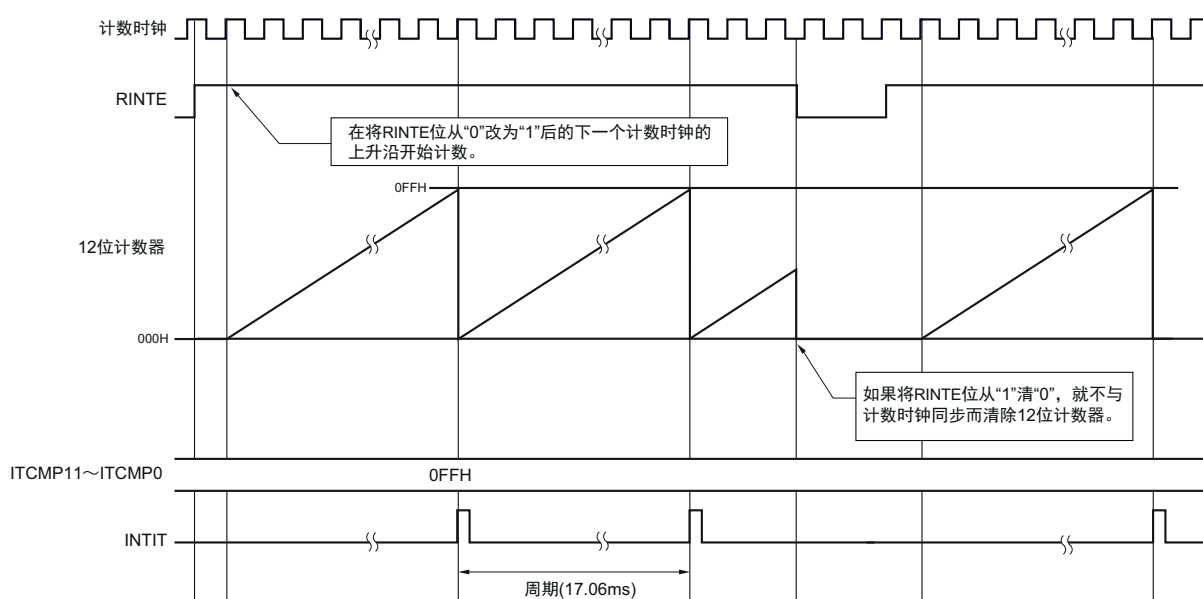 计数时钟
RINTE
在将RINTE位从“0”改为“1”后的下一个计数时钟的
上升沿开始计数。
0FFH
12位计数器
000H
如果将RINTE位从“1”清“0”，就不与
计数时钟同步而清除12位计数器。
ITCMP11～ITCMP0
0FFH
INTIT
周期(17.06ms)